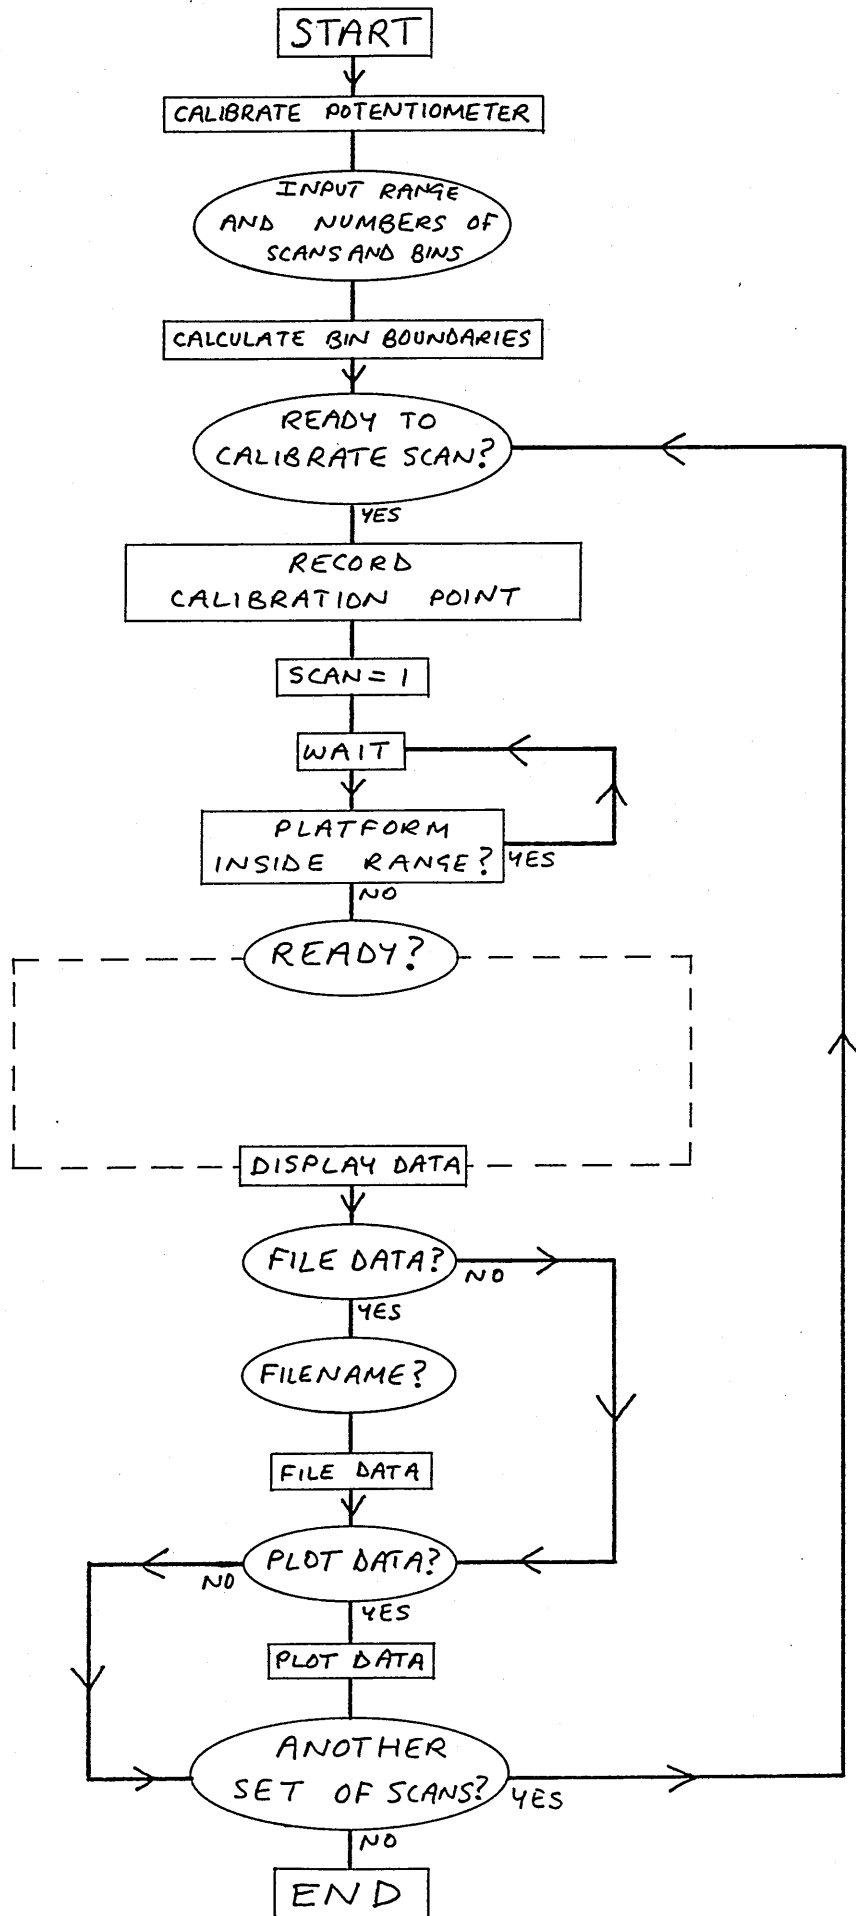 START
CALIBRATE POTENTIOMETER
INPUT RANGE
AND NUMBERS OF
SCANS AND BINS
CALCULATE BIN BOUNDARIES
READY TO
CALIBRATE SCAN?
YES
RECORD
CALIBRATION POINT
SCAN = 1
WAIT
PLATFORM
INSIDE RANGE?
YES
NO
READY?
DISPLAY DATA
FILE DATA?
NO
YES
FILENAME?
FILE DATA
PLOT DATA?
NO
YES
PLOT DATA
ANOTHER
SET OF SCANS?
YES
NO
END